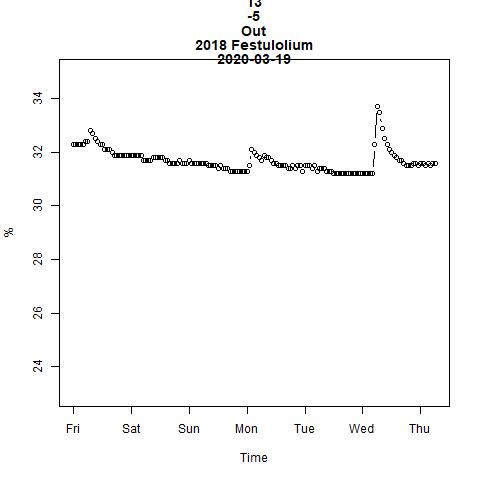 13
-5
Out
2018 Festulolium
2020-03-19
34
32
30
28
26
24
%
Fri Sat Sun Mon Tue Wed Thu
Time